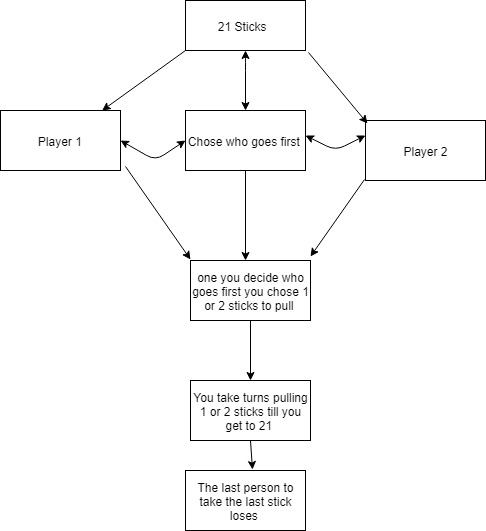 21 Sticks
Player 1
Chose who goes first
Player 2
one you decide who
goes first you chose 1
or 2 sticks to pull
You take turns pulling
1 or 2 sticks till you
get to 21
The last person to
take the last stick
loses